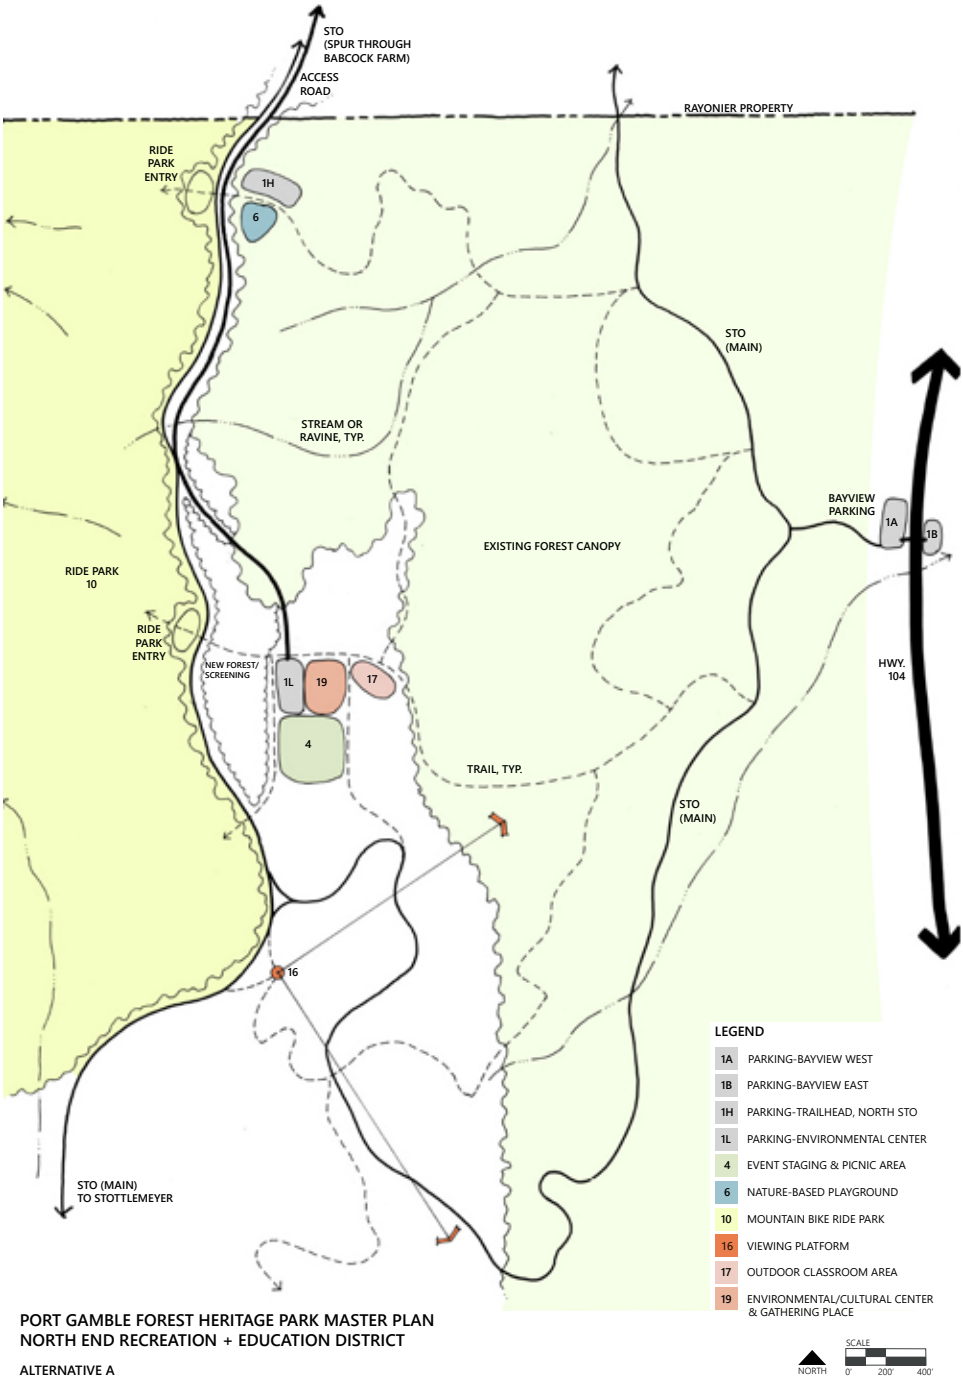 STO
(SPUR THROUGH
BABCOCK FARM)
ACCESS
ROAD
RAYONIER PROPERTY
RIDE
PARK
ENTRY
1H
6
STO
(MAIN)
STREAM OR
RAVINE, TYP.
BAYVIEW
PARKING
1A
1B
EXISTING FOREST CANOPY
RIDE PARK
10
RIDE
PARK
ENTRY
NEW FOREST/
SCREENING
1L
19
17
HWY.
104
4
TRAIL, TYP.
STO
(MAIN)
16
STO (MAIN)
TO STOTTLEMEYER
LEGEND
1A PARKING-BAYVIEW WEST
1B PARKING-BAYVIEW EAST
1H PARKING-TRAILHEAD, NORTH STO
1L PARKING-ENVIRONMENTAL CENTER
4 EVENT STAGING & PICNIC AREA
6 NATURE-BASED PLAYGROUND
10 MOUNTAIN BIKE RIDE PARK
16 VIEWING PLATFORM
17 OUTDOOR CLASSROOM AREA
19 ENVIRONMENTAL/CULTURAL CENTER
& GATHERING PLACE
PORT GAMBLE FOREST HERITAGE PARK MASTER PLAN
NORTH END RECREATION + EDUCATION DISTRICT
ALTERNATIVE A
NORTH
SCALE
0' 200' 400'